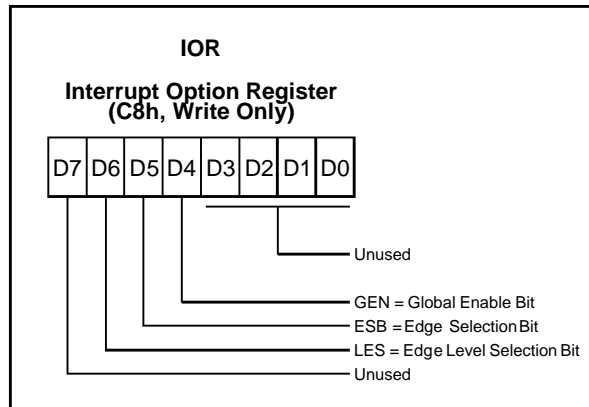 IOR
Interrupt Option Register
(C8h, Write Only)
D7 D6 D5 D4 D3 D2 D1 D0
Unused
GEN = Global Enable Bit
ESB = Edge Selection Bit
LES = Edge Level Selection Bit
Unused